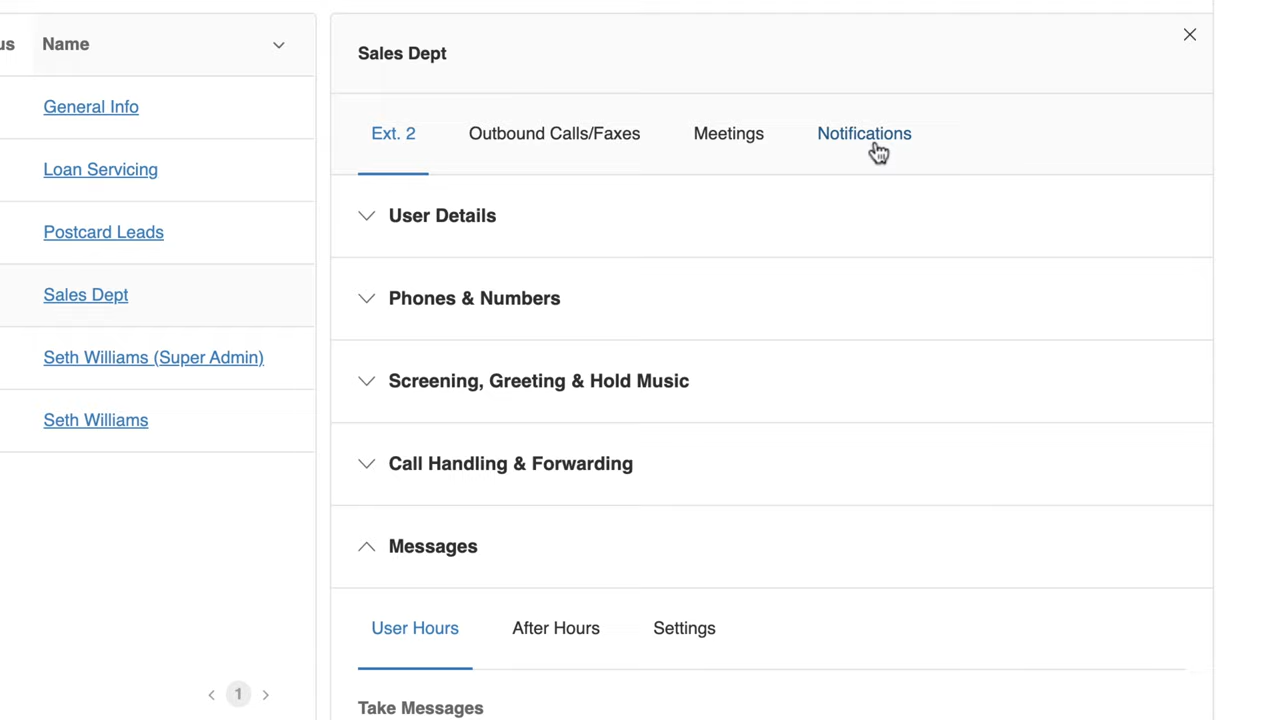 us Name
General Info
Loan Servicing
Postcard Leads
Sales Dept
Seth Williams (Super Admin)
Seth Williams
1
Sales Dept
Ext. 2 Outbound Calls/Faxes Meetings Notifications
User Details
Phones & Numbers
Screening, Greeting & Hold Music
Call Handling & Forwarding
Messages
User Hours After Hours Settings
Take Messages